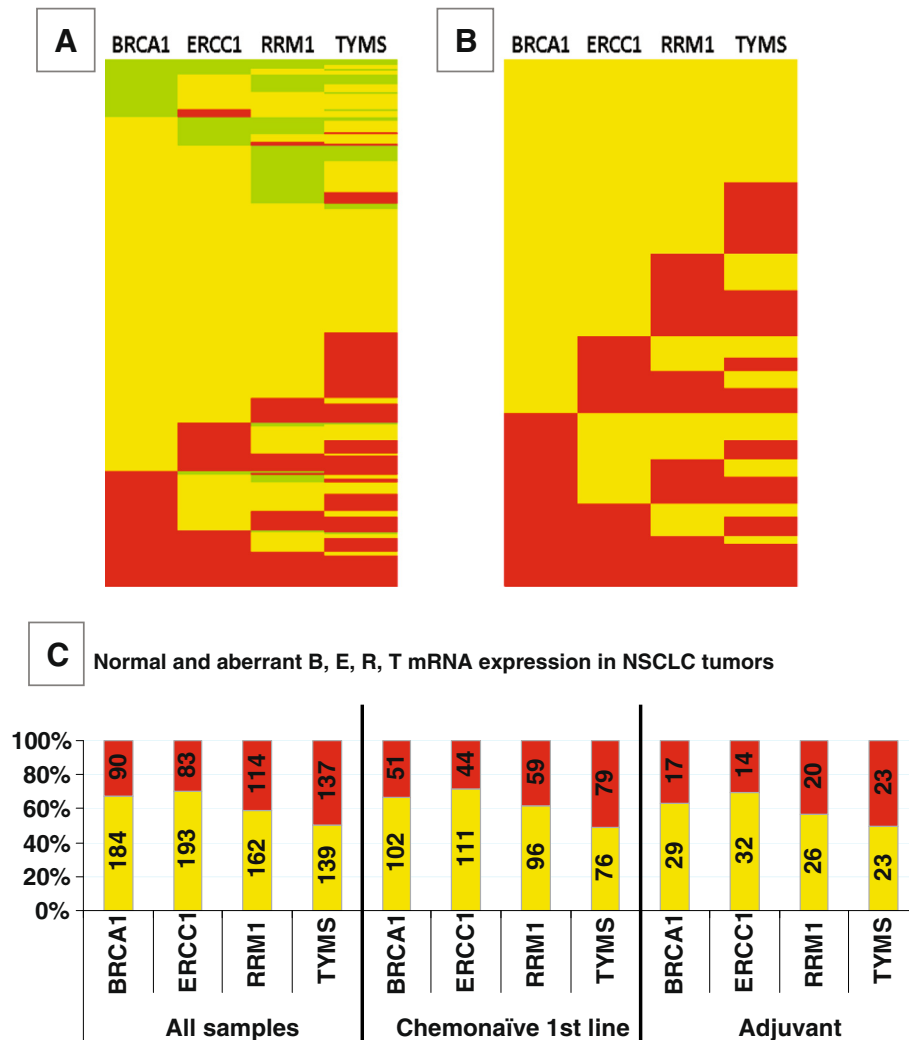 A
BRCA1 ERCC1 RRM1 TYMS
B
BRCA1 ERCC1 RRM1 TYMS
C
Normal and aberrant B, E, R, T mRNA expression in NSCLC tumors
100%
80%
60%
40%
20%
0%
90 83 114 137 51 44 59 79 17 14 20 23
184 193 162 139 102 111 96 76 29 32 26 23
BRCA1 ERCC1 RRM1 TYMS BRCA1 ERCC1 RRM1 TYMS BRCA1 ERCC1 RRM1 TYMS
All samples Chemonaïve 1st line Adjuvant